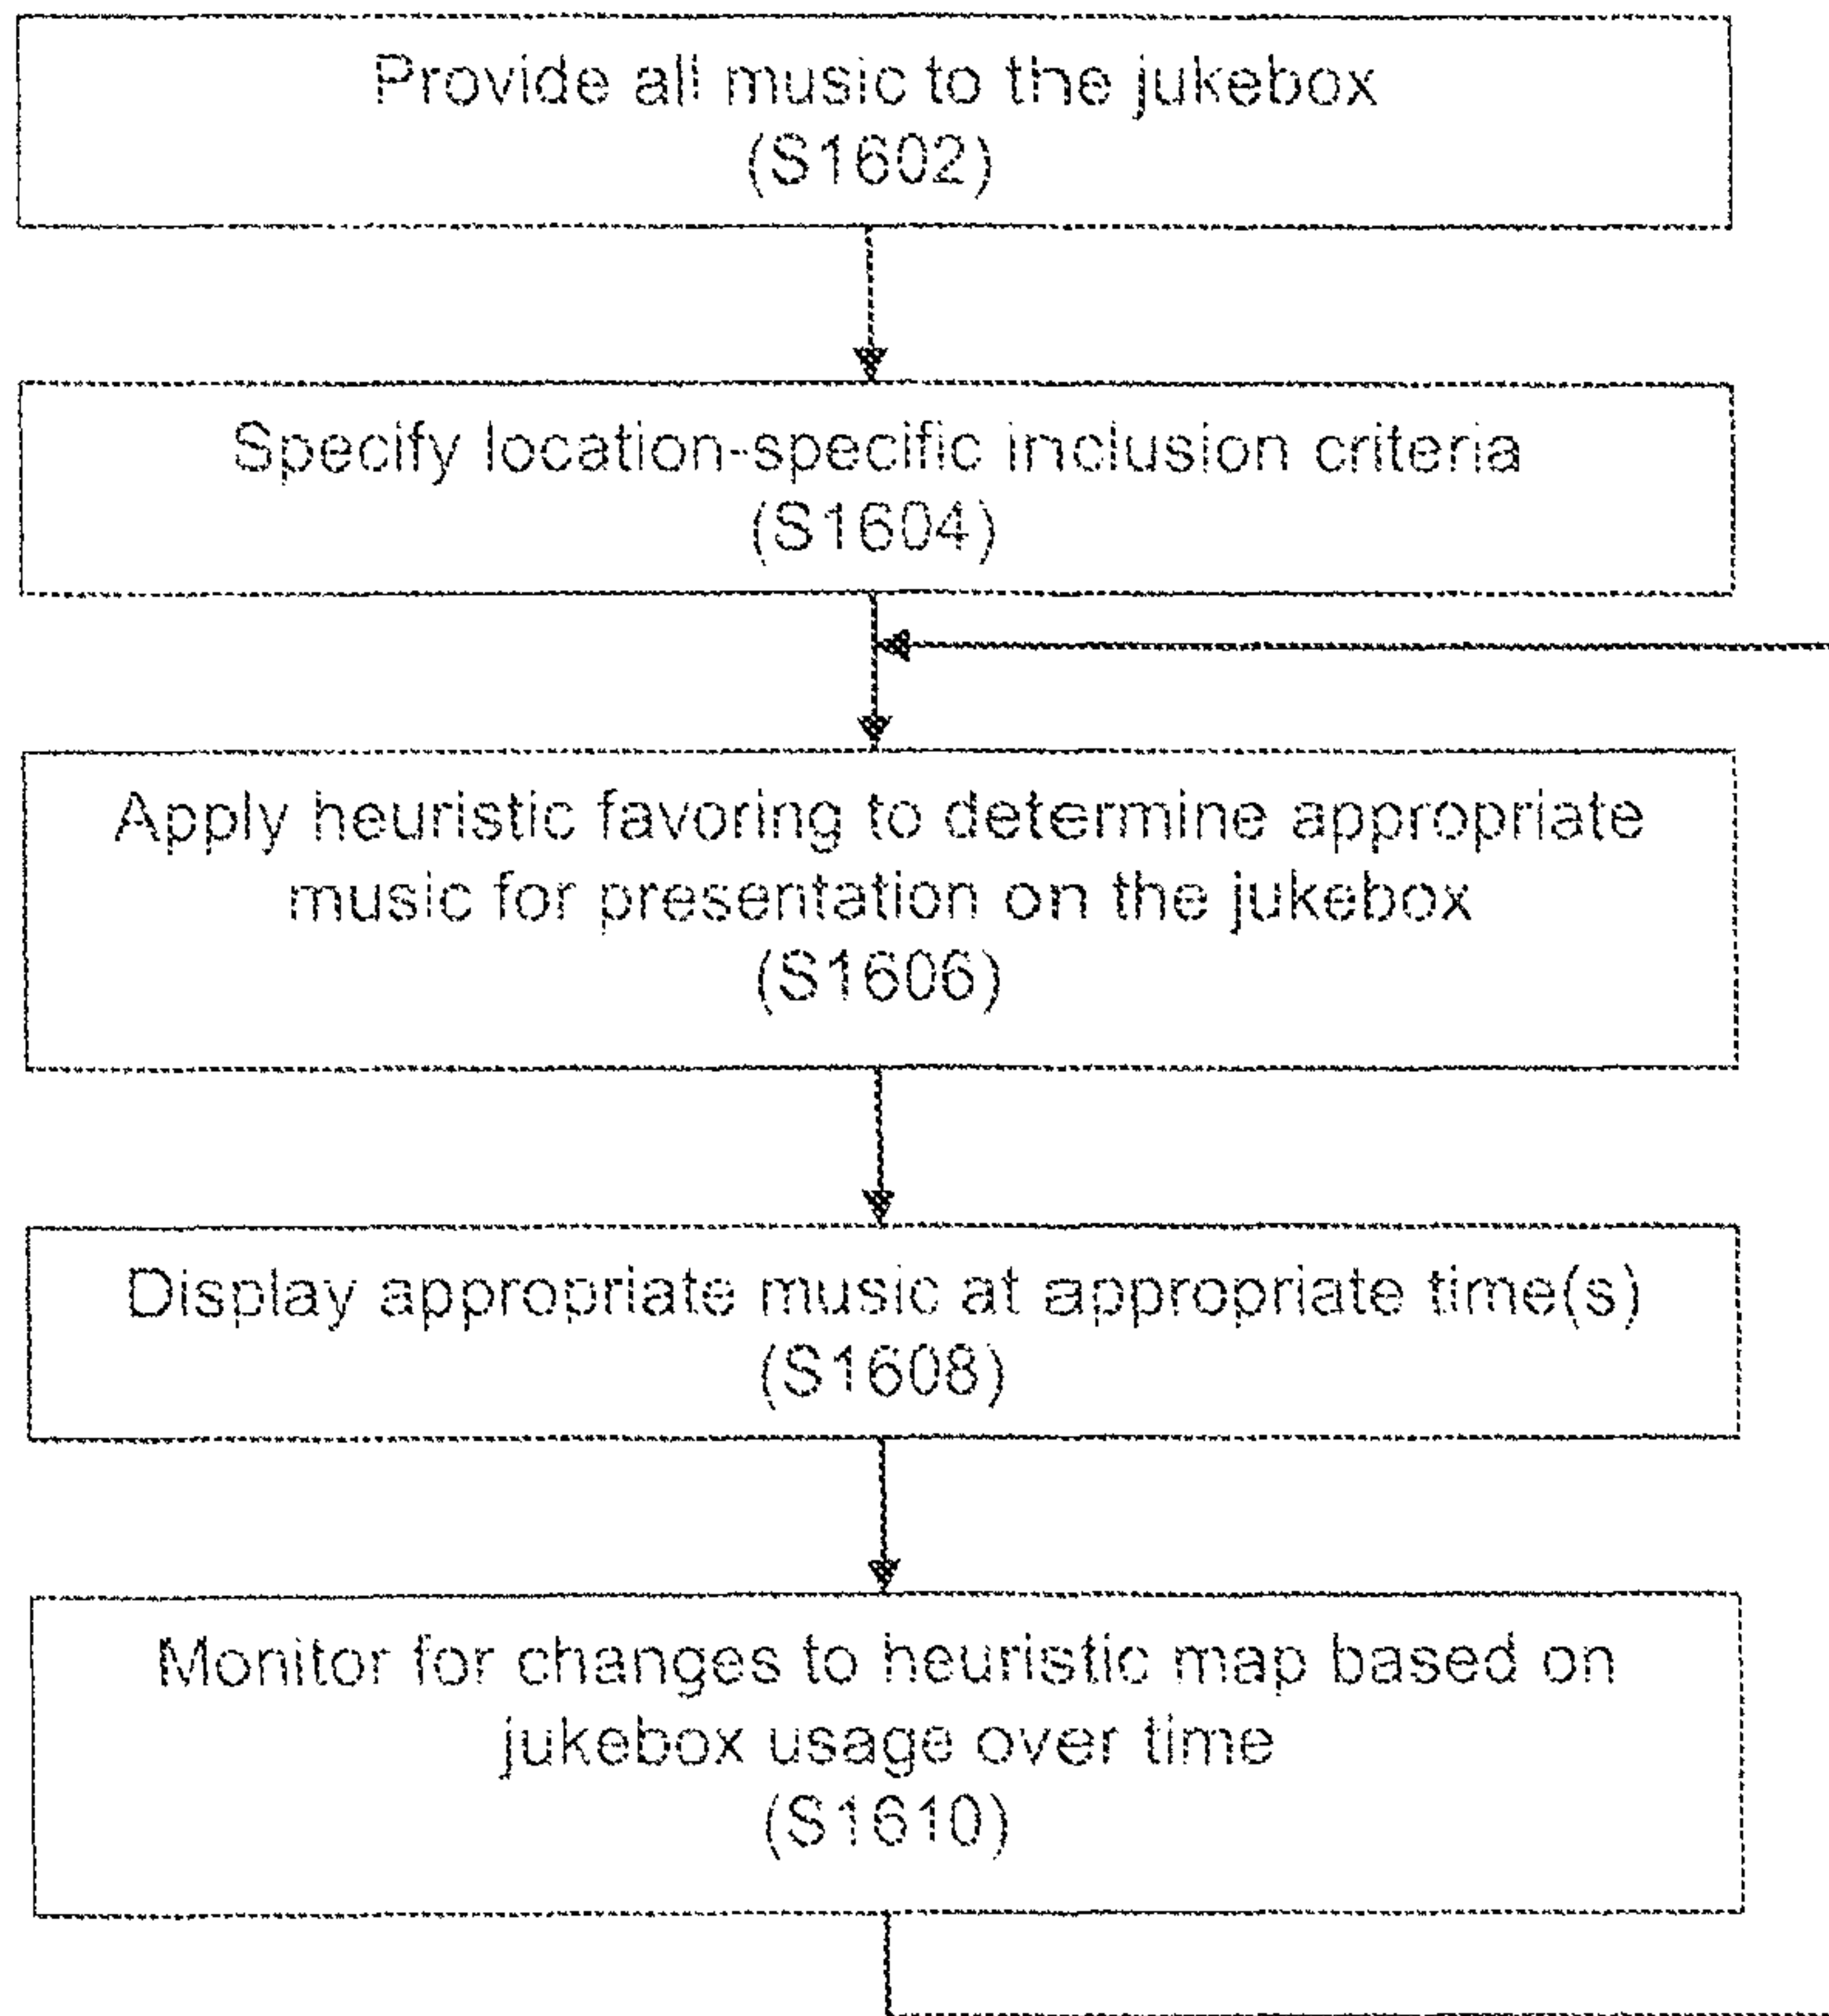 Provide all music to the jukebox
(S1602)
Specify location-specific inclusion criteria
(S1604)
Apply heuristic favoring to determine appropriate
music for presentation on the jukebox
(S1606)
Display appropriate music at appropriate time(s)
(S1608)
Monitor for changes to heuristic map based on
jukebox usage over time
(S1610)